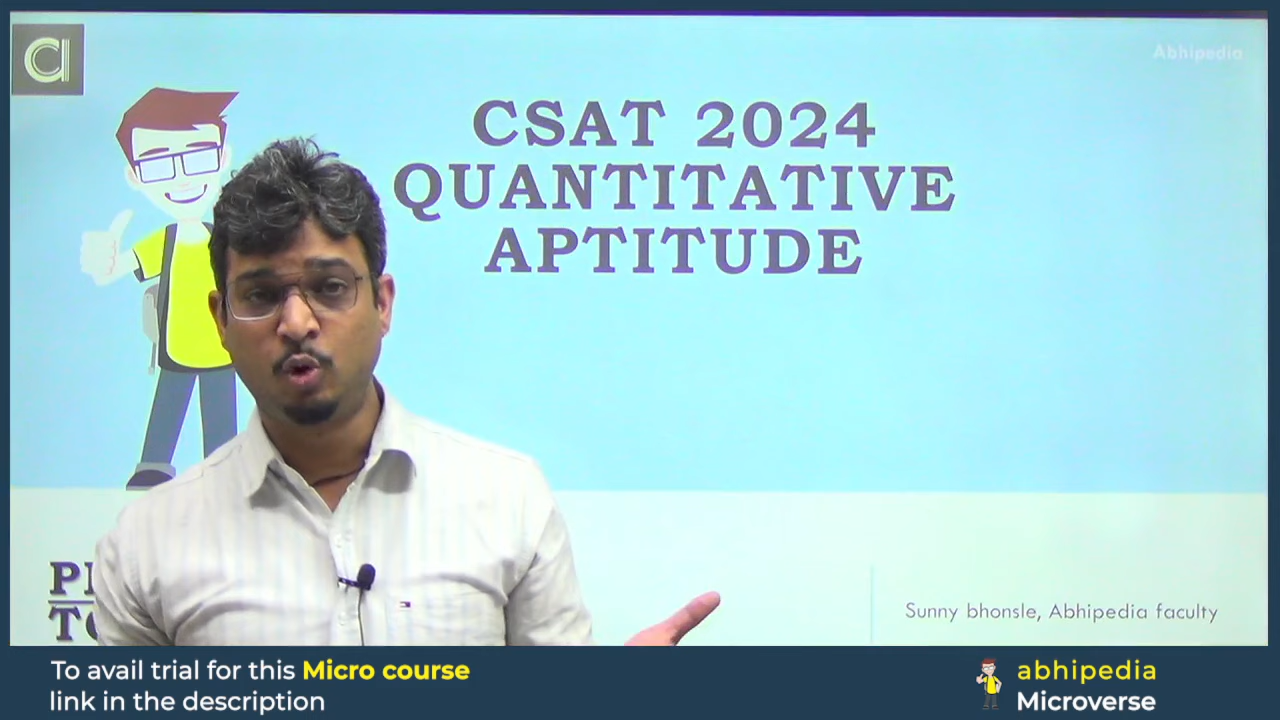 Abhipedia
CSAT 2024
QUANTITATIVE
APTITUDE
Sunny bhonsle, Abhipedia faculty
To avail trial for this Micro course
link in the description
abhipedia
Microverse